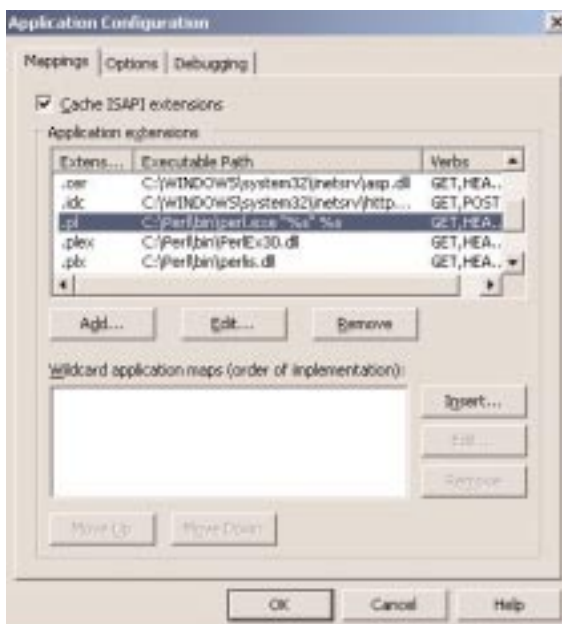 Application Configuration
Mappings Options Debugging
Cache ISAPI extensions
Application extensions
Extens... Executable Path Verbs
.cer C:\WINDOWS\system32\inetsrv\asp.dll GET,HEA..
.idc C:\WINDOWS\system32\inetsrv\http.... GET,POST
.pl C:\Perl\bin\perl.exe "%s" %s GET,HEA..
.plex C:\Perl\bin\PerlEx30.dll GET,HEA..
.plx C:\Perl\bin\perlis.dll GET,HEA..
Add... Edit... Remove
Wildcard application maps (order of implementation):
Insert...
Edit...
Remove
Move Up Move Down
OK Cancel Help